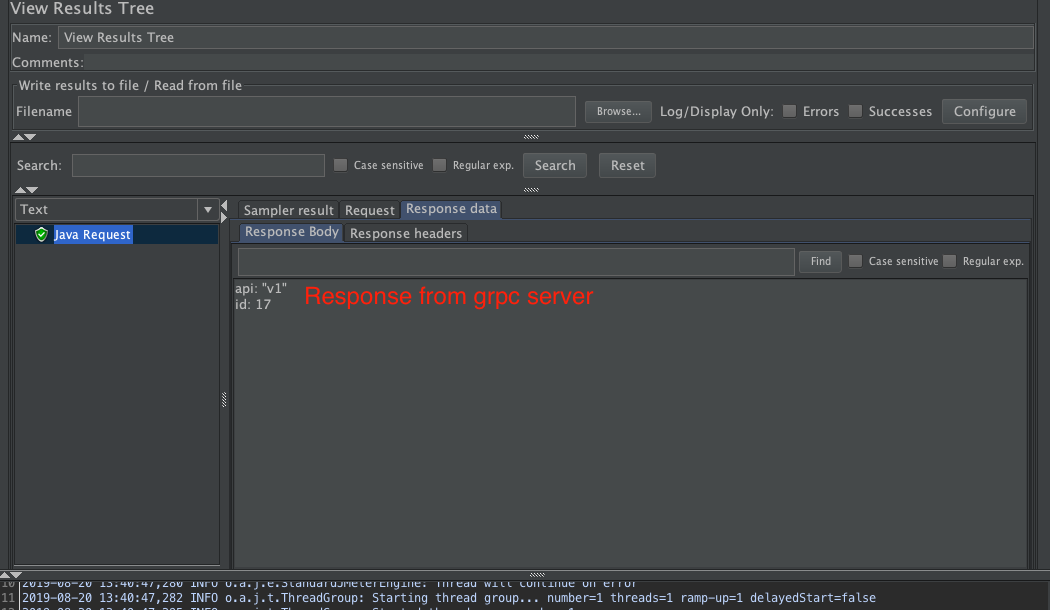 View Results Tree
Name: View Results Tree
Comments:
Write results to file / Read from file
Filename Browse... Log/Display Only: Errors Successes Configure
Search: Case sensitive Regular exp. Search Reset
Text
Sampler result Request Response data
Java Request
Response Body Response headers
Find Case sensitive Regular exp.
api: "v1"
Response from grpc server
id: 17
10 2019-08-20 13:40:47,280 INFO o.a.j.e.StandardJMeterEngine: Thread will continue on error
11 2019-08-20 13:40:47,282 INFO o.a.j.t.ThreadGroup: Starting thread group... number=1 threads=1 ramp-up=1 delayedStart=false